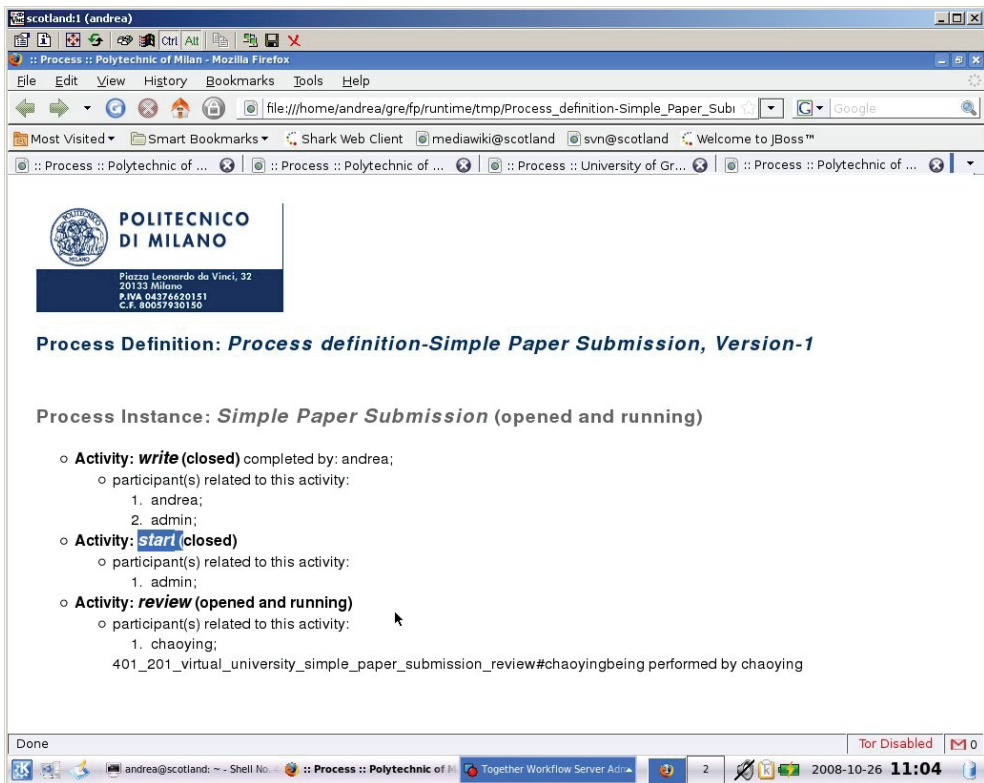 scotland:1 (andrea)
Ctrl Alt
:: Process :: Polytechnic of Milan - Mozilla Firefox
File Edit View History Bookmarks Tools Help
file:///home/andrea/gre/fp/runtime/tmp/Process_definition-Simple_Paper_Subı G Google
Most Visited Smart Bookmarks Shark Web Client mediawiki@scotland svn@scotland Welcome to JBoss™
:: Process :: Polytechnic of ... :: Process :: Polytechnic of ... :: Process :: University of Gr... :: Process :: Polytechnic of ...
POLITECNICO
DI MILANO
MILANO
Piazza Leonardo da Vinci, 32
20133 Milano
P.IVA 04376620151
C.F. 80057930150
Process Definition: Process definition-Simple Paper Submission, Version-1
Process Instance: Simple Paper Submission (opened and running)
Activity: write (closed) completed by: andrea;
participant(s) related to this activity:
1. andrea;
2. admin;
Activity: start (closed)
participant(s) related to this activity:
1. admin;
Activity: review (opened and running)
participant(s) related to this activity:
1. chaoying;
401_201_virtual_university_simple_paper_submission_review#chaoyingbeing performed by chaoying
Done Tor Disabled 0
andrea@scotland: ~ - Shell No. :: Process :: Polytechnic of M Together Workflow Server Adm 2 2008-10-26 11:04